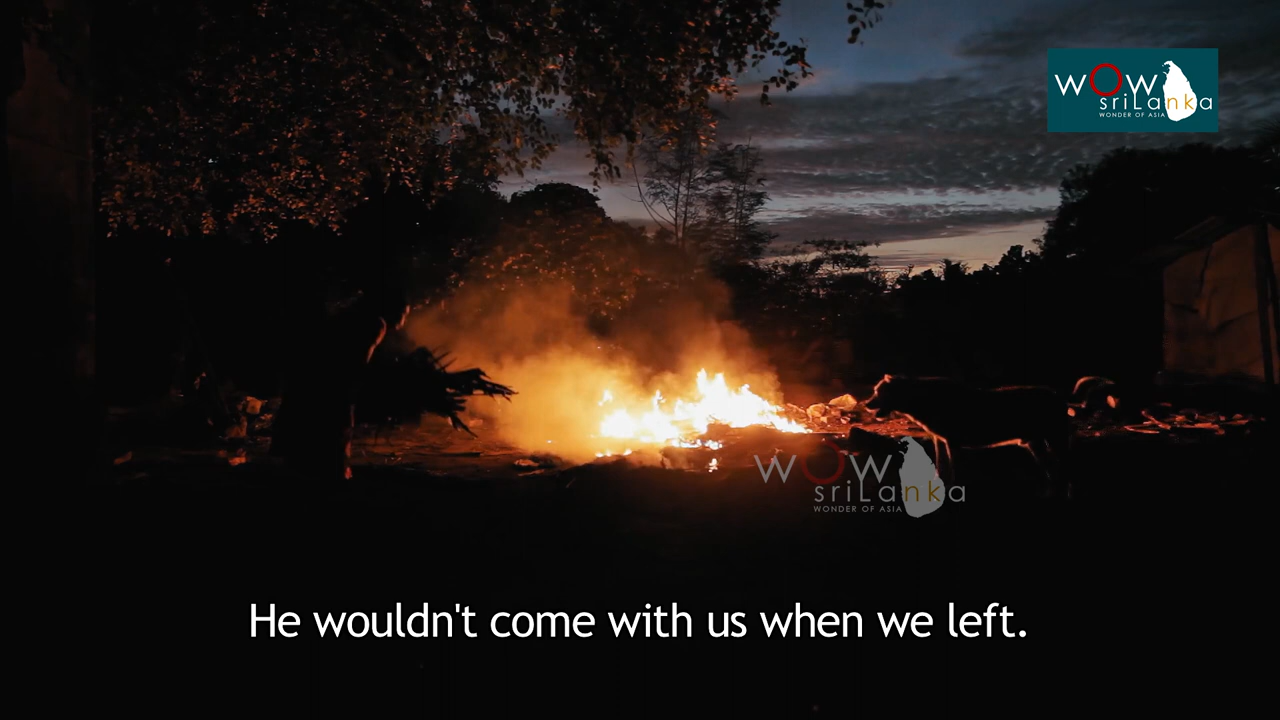 wOw
sriLanka
WONDER OF ASIA
wOw
sriLanka
WONDER OF ASIA
He wouldn't come with us when we left.